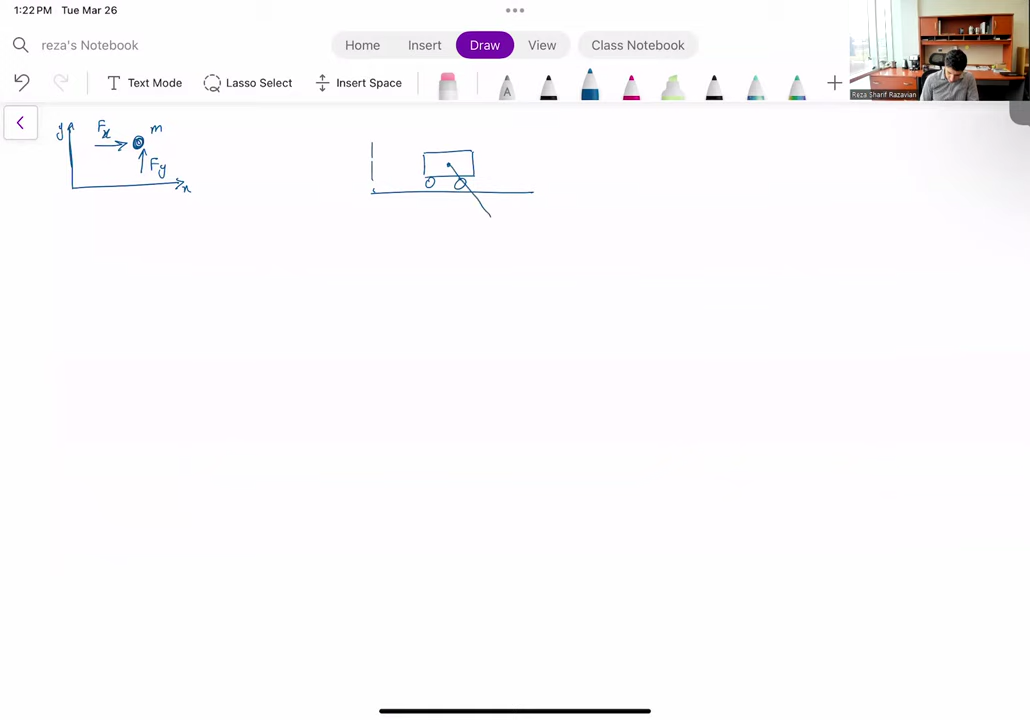 1:22 PM Tue Mar 26
reza's Notebook
Home Insert Draw View Class Notebook
Text Mode Lasso Select Insert Space
A
Reza Sharif Razavian
y Fx m
Fy
x